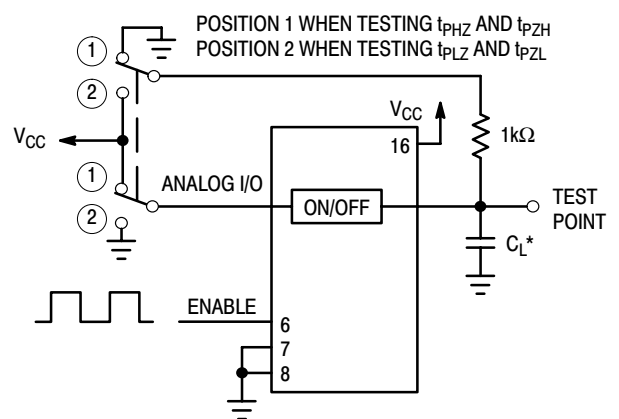 POSITION 1 WHEN TESTING tPHZ AND tPZH
POSITION 2 WHEN TESTING tPLZ AND tPZL
1
2
VCC
VCC
16
1kΩ
1
ANALOG I/O
ON/OFF
TEST
POINT
2
CL*
ENABLE
6
7
8